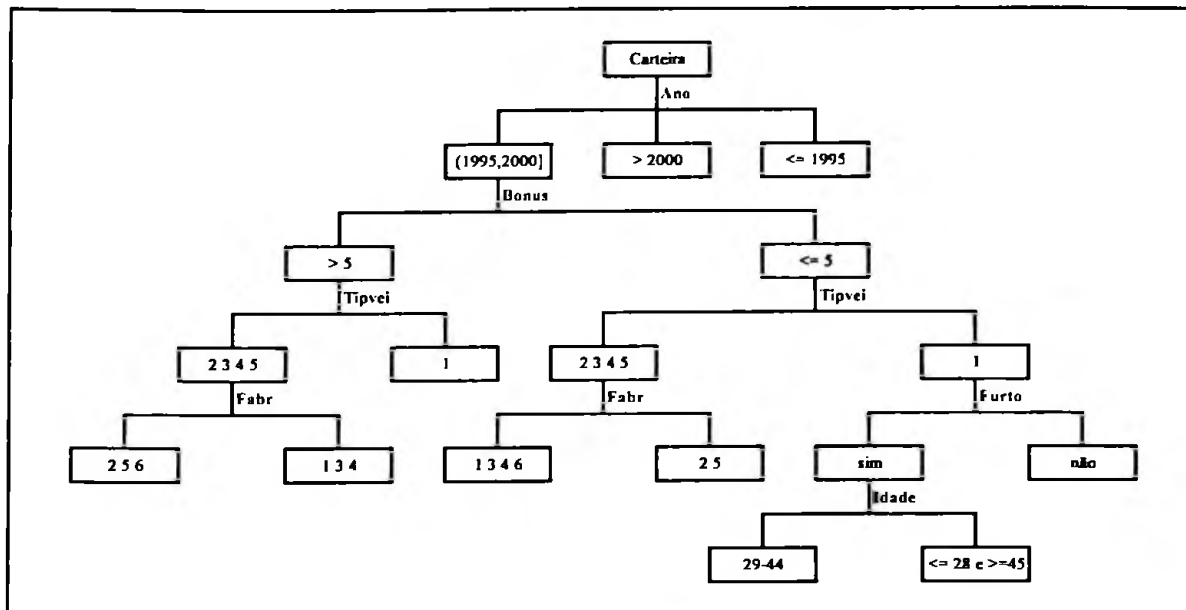 Carteira
Ano
(1995,2000]
> 2000
<= 1995
Bonus
> 5
<= 5
Tipvei
Tipvei
2 3 4 5
1
2 3 4 5
1
Fabr
Fabr
Furto
2 5 6
1 3 4
1 3 4 6
2 5
sim
não
Idade
29-44
<= 28 e >=45